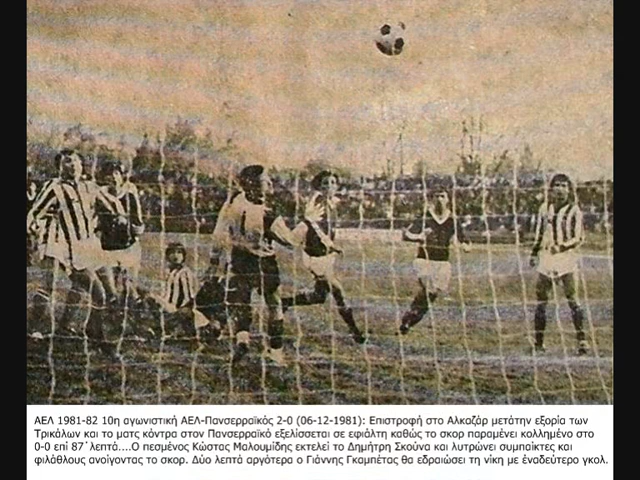 ΑΕΛ 1981-82 10η αγωνιστική ΑΕΛ-Πανσερραϊκός 2-0 (06-12-1981): Επιστροφή στο Αλκαζάρ μετάτην εξορία των
Τρικάλων και το ματς κόντρα στον Πανσερραϊκό εξελίσσεται σε εφιάλτη καθώς το σκορ παραμένει κολλημένο στο
0-0 επί 87΄λεπτά....Ο πεσμένος Κώστας Μαλουμίδης εκτελεί το Δημήτρη Σκούνα και λυτρώνει συμπαίκτες και
φιλάθλους ανοίγοντας το σκορ. Δύο λεπτά αργότερα ο Γιάννης Γκαμπέτας θα εδραιώσει τη νίκη με έναδεύτερο γκολ.